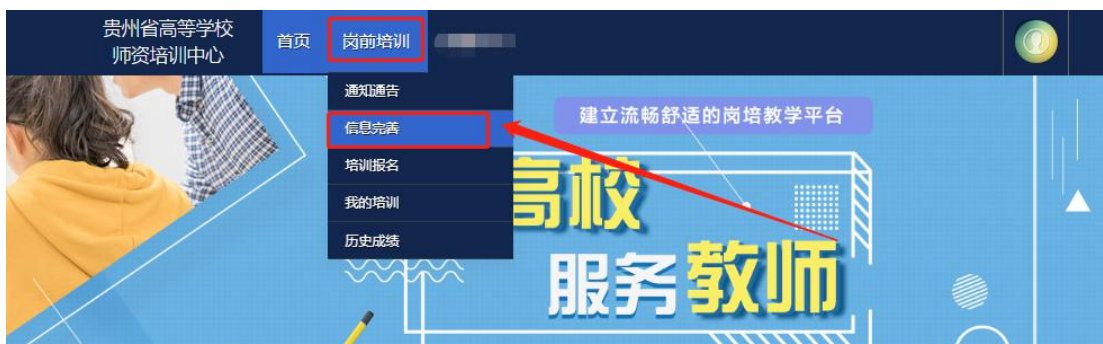 贵州省高等学校
师资培训中心
首页
岗前培训
通知通告
信息完善
培训报名
我的培训
历史成绩
建立流畅舒适的岗培教学平台
高校
服务教师